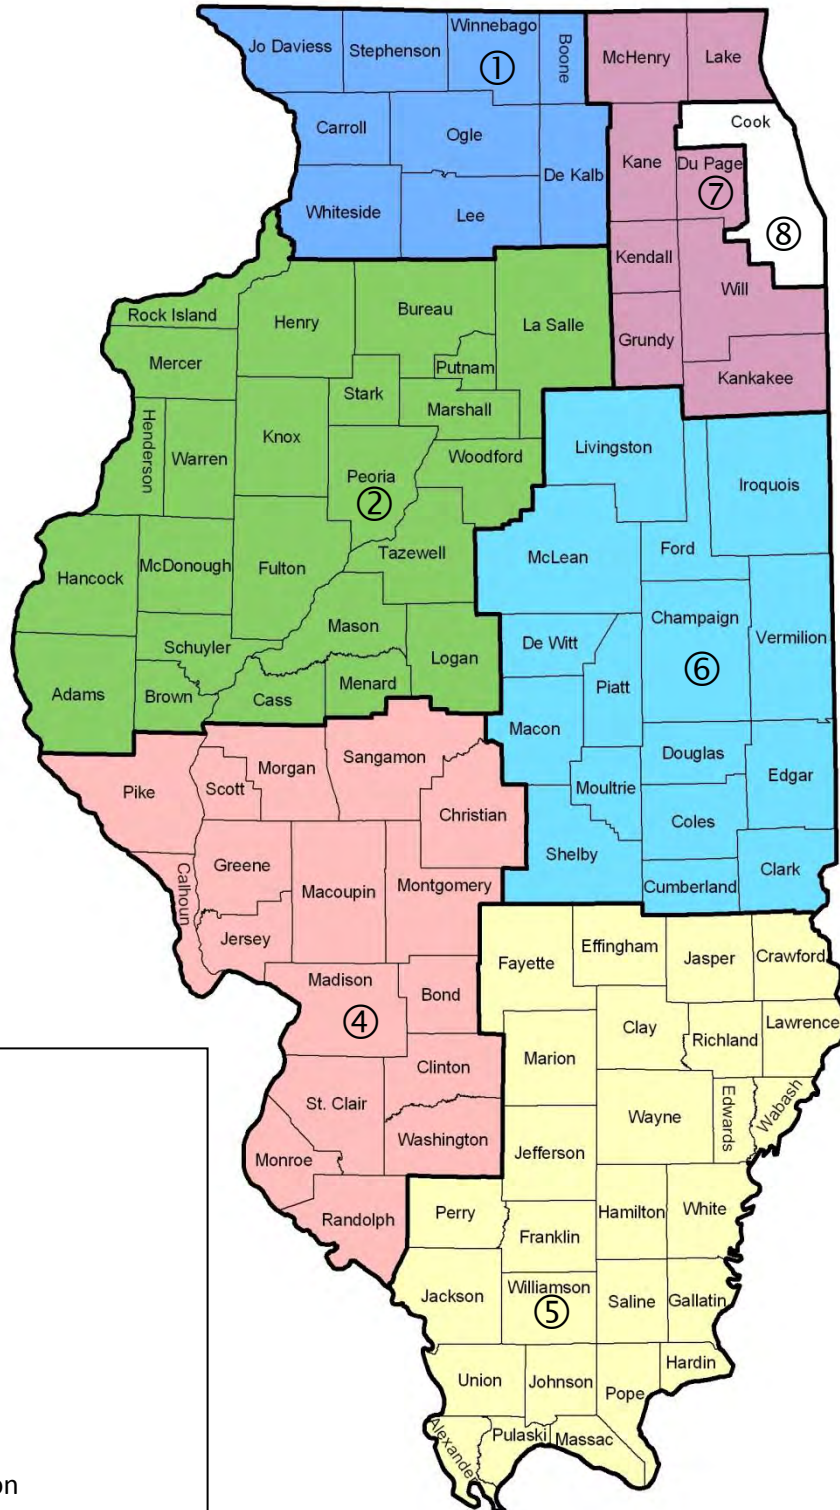 Jo Daviess
Stephenson
Winnebago
①
Boone
McHenry
Lake
Carroll
Ogle
De Kalb
Kane
Cook
Du Page
⑦
⑧
Whiteside
Lee
Kendall
Will
Rock Island
Henry
Bureau
La Salle
Grundy
Kankakee
Mercer
Putnam
Stark
Marshall
Henderson
Warren
Knox
Peoria
②
Woodford
Livingston
Iroquois
Hancock
McDonough
Fulton
Tazewell
McLean
Ford
Schuyler
Mason
Logan
De Witt
Champaign
⑥
Vermilion
Adams
Brown
Cass
Menard
Piatt
Macon
Pike
Scott
Morgan
Sangamon
Christian
Moultrie
Douglas
Edgar
Coles
Shelby
Cumberland
Clark
Calhoun
Greene
Macoupin
Montgomery
Jersey
Madison
④
Bond
Fayette
Effingham
Jasper
Crawford
Clay
Richland
Lawrence
Clinton
Marion
St. Clair
Washington
Wayne
Edwards
Wabash
Monroe
Jefferson
Randolph
Perry
Franklin
Hamilton
White
Jackson
Williamson
⑤
Saline
Gallatin
Union
Johnson
Pope
Hardin
Alexander
Pulaski
Massac
on